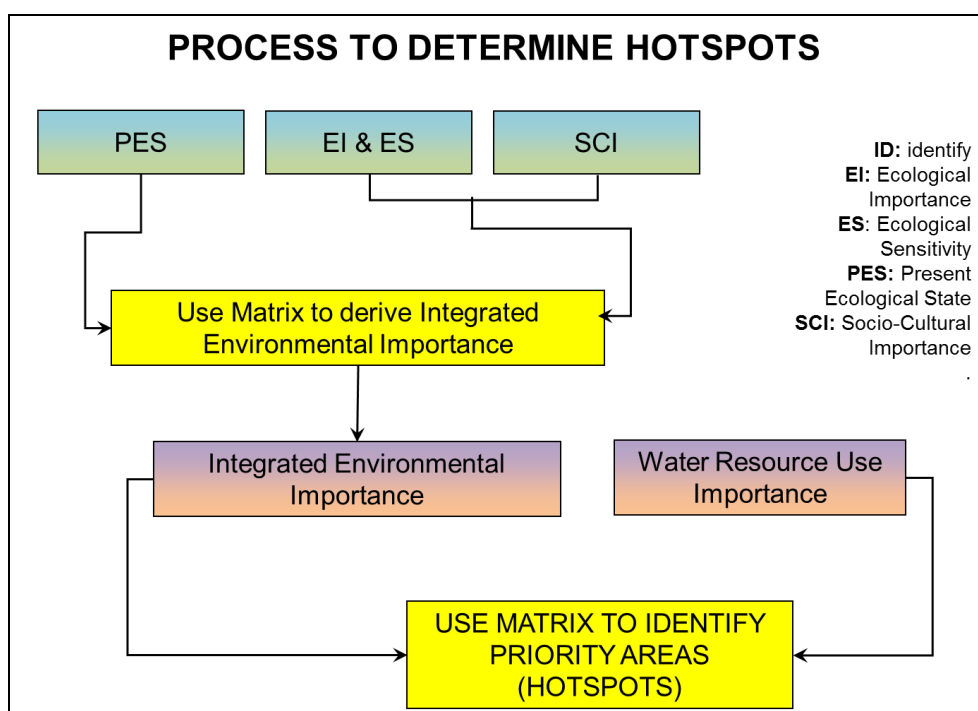 PROCESS TO DETERMINE HOTSPOTS
PES
EI & ES
SCI
ID: identify
EI: Ecological
Importance
ES: Ecological
Sensitivity
PES: Present
Ecological State
SCI: Socio-Cultural
Importance
.
Use Matrix to derive Integrated
Environmental Importance
Integrated Environmental
Importance
Water Resource Use
Importance
USE MATRIX TO IDENTIFY
PRIORITY AREAS
(HOTSPOTS)